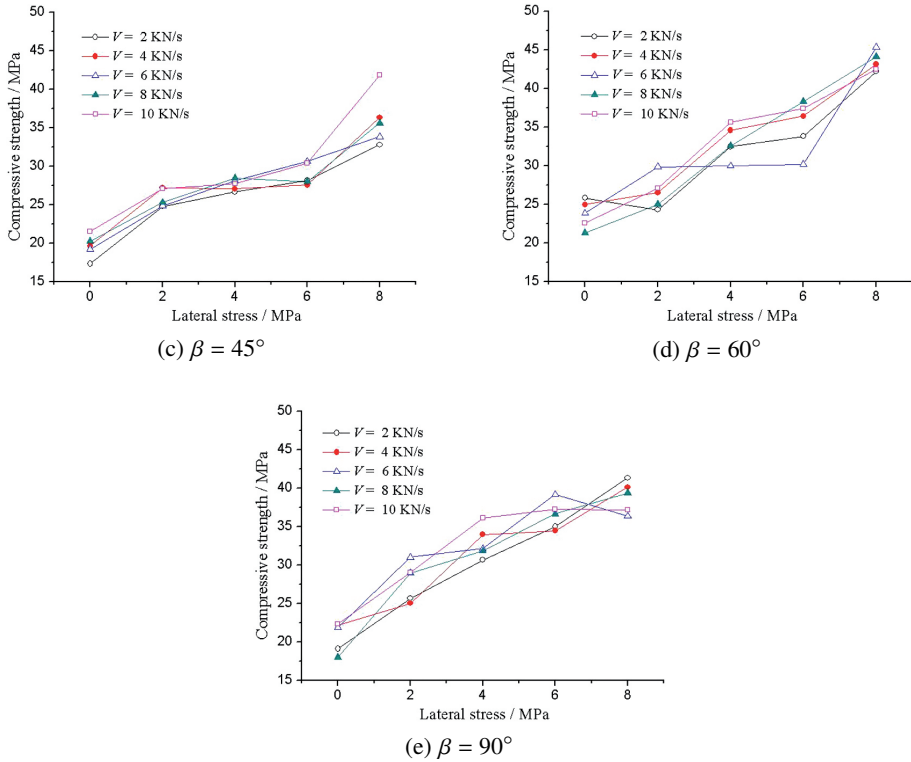 50
45
40
35
30
25
20
15
Compressive strength / MPa
V = 2 KN/s
V = 4 KN/s
V = 6 KN/s
V = 8 KN/s
V = 10 KN/s
0 2 4 6 8
Lateral stress / MPa
(c) β = 45°
50
45
40
35
30
25
20
15
Compressive strength / MPa
V = 2 KN/s
V = 4 KN/s
V = 6 KN/s
V = 8 KN/s
V = 10 KN/s
0 2 4 6 8
Lateral stress / MPa
(d) β = 60°
50
45
40
35
30
25
20
15
Compressive strength / MPa
V = 2 KN/s
V = 4 KN/s
V = 6 KN/s
V = 8 KN/s
V = 10 KN/s
0 2 4 6 8
Lateral stress / MPa
(e) β = 90°